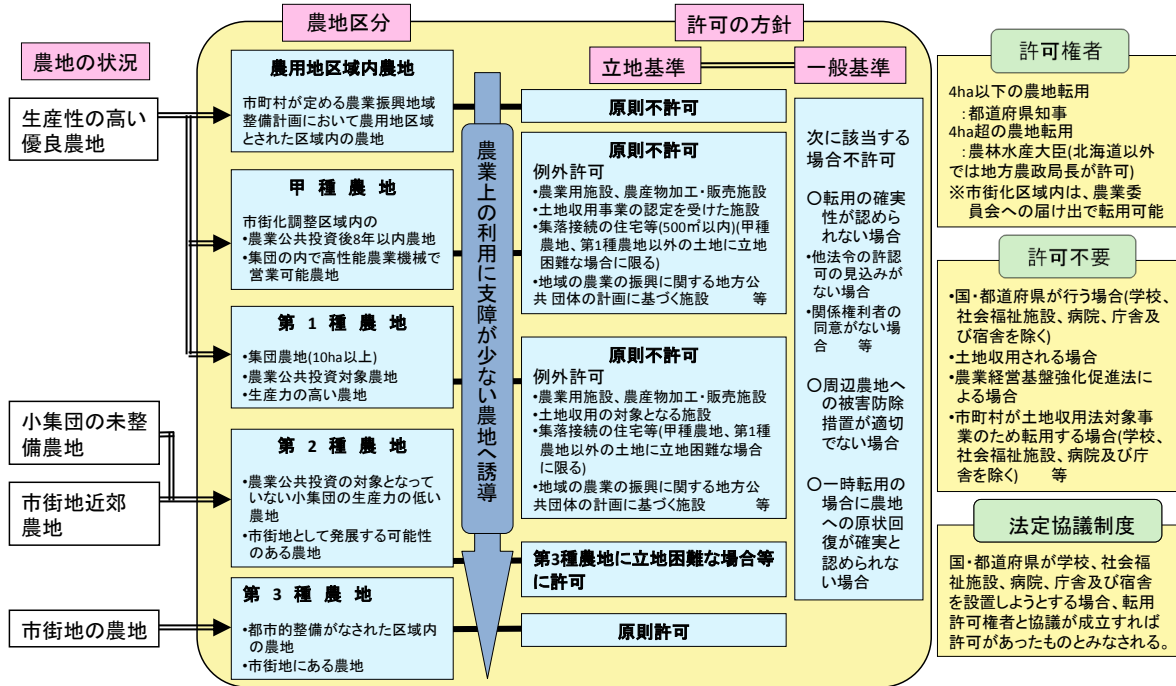 農地の状況
生産性の高い
優良農地
小集団の未整
備農地
市街地近郊
農地
市街地の農地
農地区分
農用地区域内農地
市町村が定める農業振興地域
整備計画において農用地区域
とされた区域内の農地
甲 種 農 地
市街化調整区域内の
・農業公共投資後8年以内農地
・集団の内で高性能農業機械で
営業可能農地
第 1 種 農 地
・集団農地(10ha以上)
・農業公共投資対象農地
・生産力の高い農地
第 2 種 農 地
・農業公共投資の対象となって
いない小集団の生産力の低い
農地
・市街地として発展する可能性
のある農地
第 3 種 農 地
・都市的整備がなされた区域内
の農地
・市街地にある農地
農業上の利用に支障が少ない農地へ誘導
許可の方針
立地基準
原則不許可
原則不許可
例外許可
・農業用施設、農産物加工・販売施設
・土地収用事業の認定を受けた施設
・集落接続の住宅等(500㎡以内)(甲種
農地、第1種農地以外の土地に立地
困難な場合に限る)
・地域の農業の振興に関する地方公
共 団体の計画に基づく施設 等
原則不許可
例外許可
・農業用施設、農産物加工・販売施設
・土地収用の対象となる施設
・集落接続の住宅等(甲種農地、第1種
農地以外の土地に立地困難な場合
に限る)
・地域の農業の振興に関する地方公
共団体の計画に基づく施設 等
第3種農地に立地困難な場合等
に許可
原則許可
一般基準
次に該当する
場合不許可
○転用の確実
性が認めら
れない場合
・他法令の許認
可の見込みが
ない場合
・関係権利者の
同意がない場
合 等
○周辺農地へ
の被害防除
措置が適切
でない場合
○一時転用の
場合に農地
への原状回
復が確実と
認められな
い場合
許可権者
4ha以下の農地転用
:都道府県知事
4ha超の農地転用
:農林水産大臣(北海道以外
では地方農政局長が許可)
※市街化区域内は、農業委
員会への届け出で転用可能
許可不要
・国・都道府県が行う場合(学校、
社会福祉施設、病院、庁舎及
び宿舎を除く)
・土地収用される場合
・農業経営基盤強化促進法に
よる場合
・市町村が土地収用法対象事
業のため転用する場合(学校、
社会福祉施設、病院及び庁
舎を除く) 等
法定協議制度
国・都道府県が学校、社会福
祉施設、病院、庁舎及び宿舎
を設置しようとする場合、転用
許可権者と協議が成立すれば
許可があったものとみなされる。